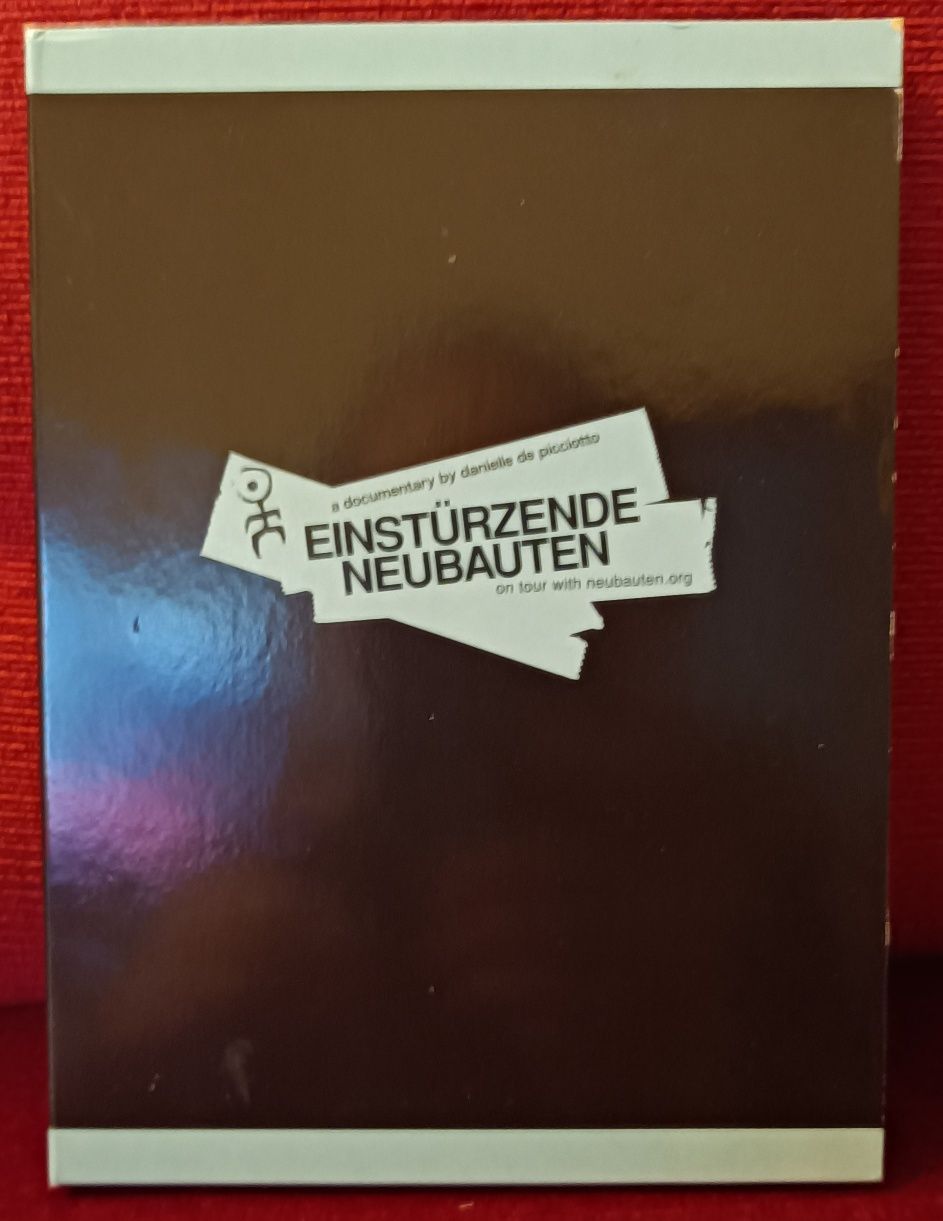 a documentary by danielle de picciotto
EINSTÜRZENDE
NEUBAUTEN
on tour with neubauten.org